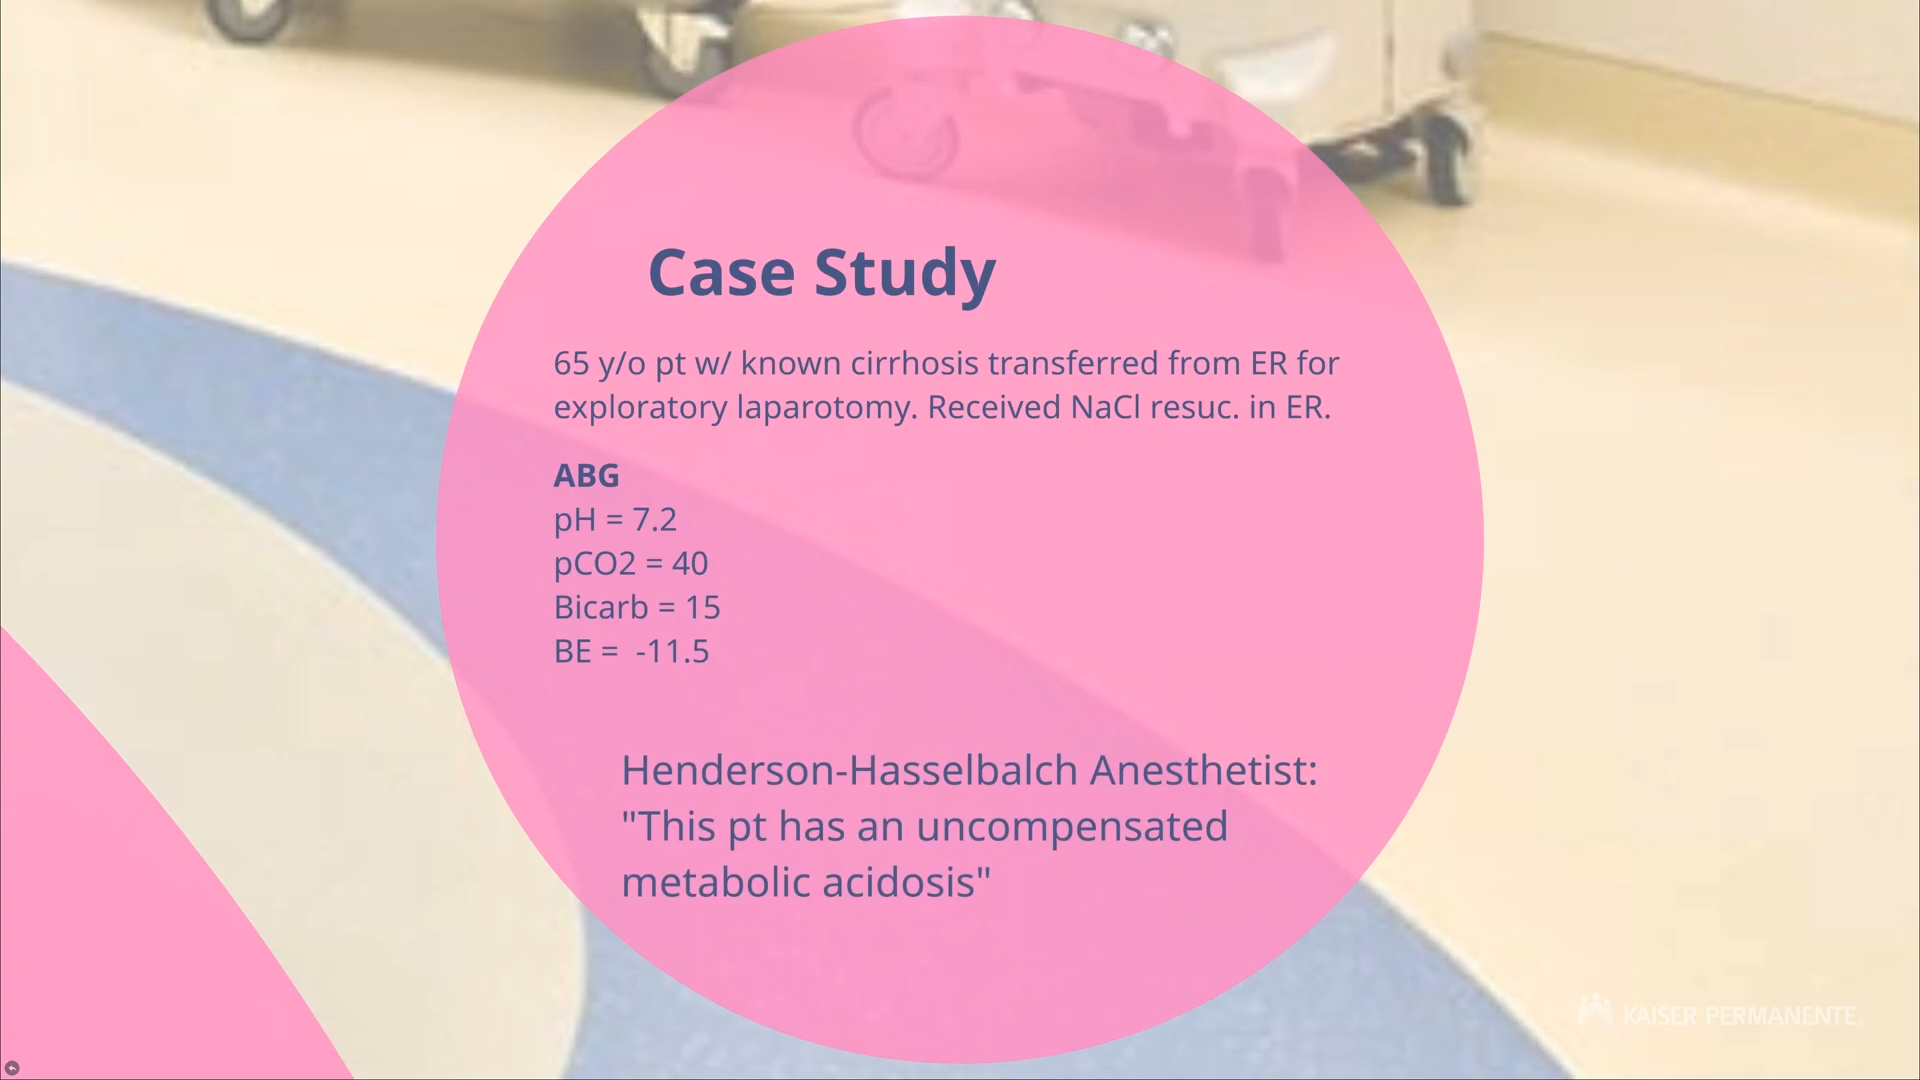 Case Study
65 y/o pt w/ known cirrhosis transferred from ER for
exploratory laparotomy. Received NaCl resuc. in ER.
ABG
pH = 7.2
pCO2 = 40
Bicarb = 15
BE =  -11.5
Henderson-Hasselbalch Anesthetist:
"This pt has an uncompensated
metabolic acidosis"
KAISER PERMANENTE.